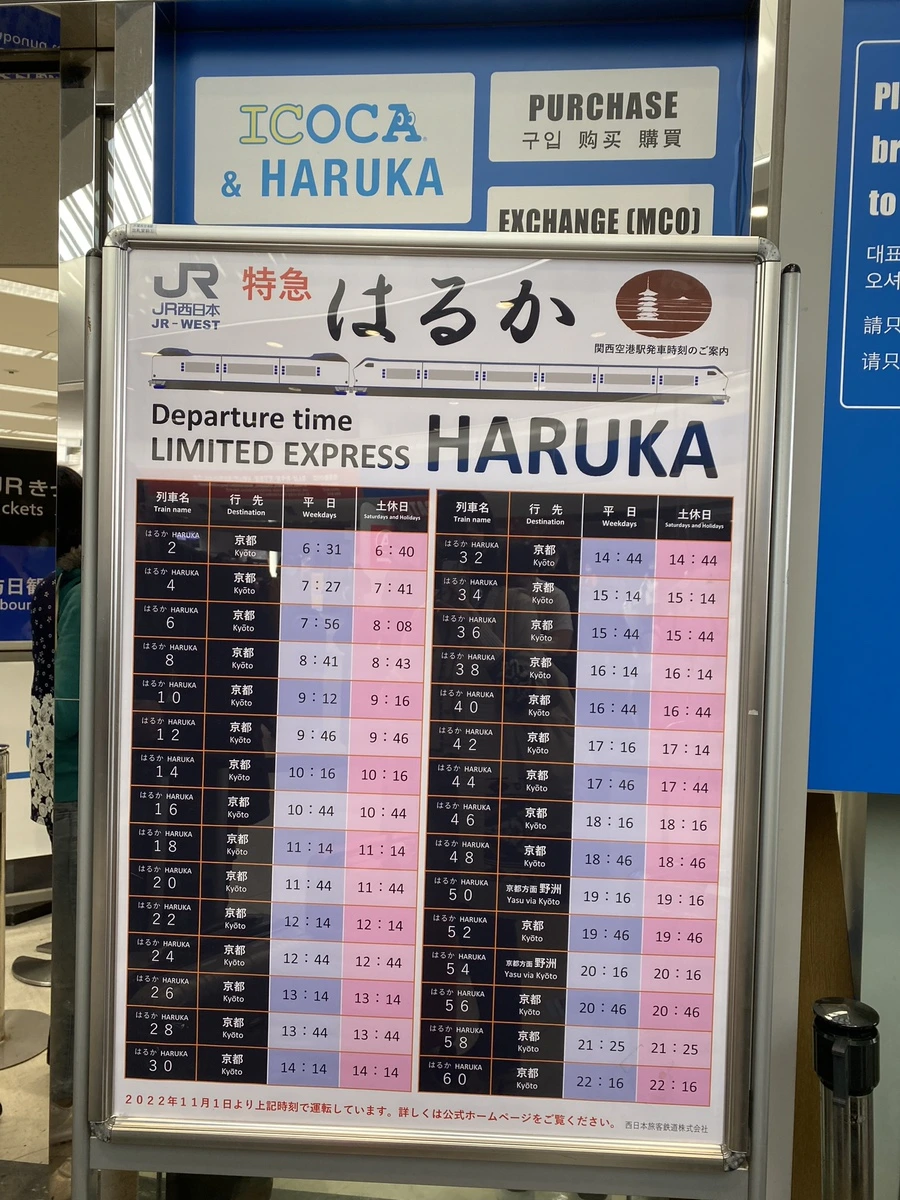 ICOCA
& HARUKA
PURCHASE
구입 购买 購買
EXCHANGE (MCO)
Pl
br
to
대표
오셔
請只
请只
JR きっ
ckets
方日観
bour
JR
JR西日本
JR-WEST
特急 はるか
関西空港駅発車時刻のご案内
Departure time
LIMITED EXPRESS HARUKA
列車名 行先 平日 土休日
Train name Destination Weekdays Saturdays and Holidays
はるか HARUKA 2 京都 Kyōto 6:31 6:40
はるか HARUKA 4 京都 Kyōto 7:27 7:41
はるか HARUKA 6 京都 Kyōto 7:56 8:08
はるか HARUKA 8 京都 Kyōto 8:41 8:43
はるか HARUKA 10 京都 Kyōto 9:12 9:16
はるか HARUKA 12 京都 Kyōto 9:46 9:46
はるか HARUKA 14 京都 Kyōto 10:16 10:16
はるか HARUKA 16 京都 Kyōto 10:44 10:44
はるか HARUKA 18 京都 Kyōto 11:14 11:14
はるか HARUKA 20 京都 Kyōto 11:44 11:44
はるか HARUKA 22 京都 Kyōto 12:14 12:14
はるか HARUKA 24 京都 Kyōto 12:44 12:44
はるか HARUKA 26 京都 Kyōto 13:14 13:14
はるか HARUKA 28 京都 Kyōto 13:44 13:44
はるか HARUKA 30 京都 Kyōto 14:14 14:14
列車名 行先 平日 土休日
Train name Destination Weekdays Saturdays and Holidays
はるか HARUKA 32 京都 Kyōto 14:44 14:44
はるか HARUKA 34 京都 Kyōto 15:14 15:14
はるか HARUKA 36 京都 Kyōto 15:44 15:44
はるか HARUKA 38 京都 Kyōto 16:14 16:14
はるか HARUKA 40 京都 Kyōto 16:44 16:44
はるか HARUKA 42 京都 Kyōto 17:16 17:14
はるか HARUKA 44 京都 Kyōto 17:46 17:44
はるか HARUKA 46 京都 Kyōto 18:16 18:16
はるか HARUKA 48 京都 Kyōto 18:46 18:46
はるか HARUKA 50 京都方面 野洲 Yasu via Kyōto 19:16 19:16
はるか HARUKA 52 京都 Kyōto 19:46 19:46
はるか HARUKA 54 京都方面 野洲 Yasu via Kyōto 20:16 20:16
はるか HARUKA 56 京都 Kyōto 20:46 20:46
はるか HARUKA 58 京都 Kyōto 21:25 21:25
はるか HARUKA 60 京都 Kyōto 22:16 22:16
2022年11月1日より上記時刻で運転しています。詳しくは公式ホームページをご覧ください。
西日本旅客鉄道株式会社